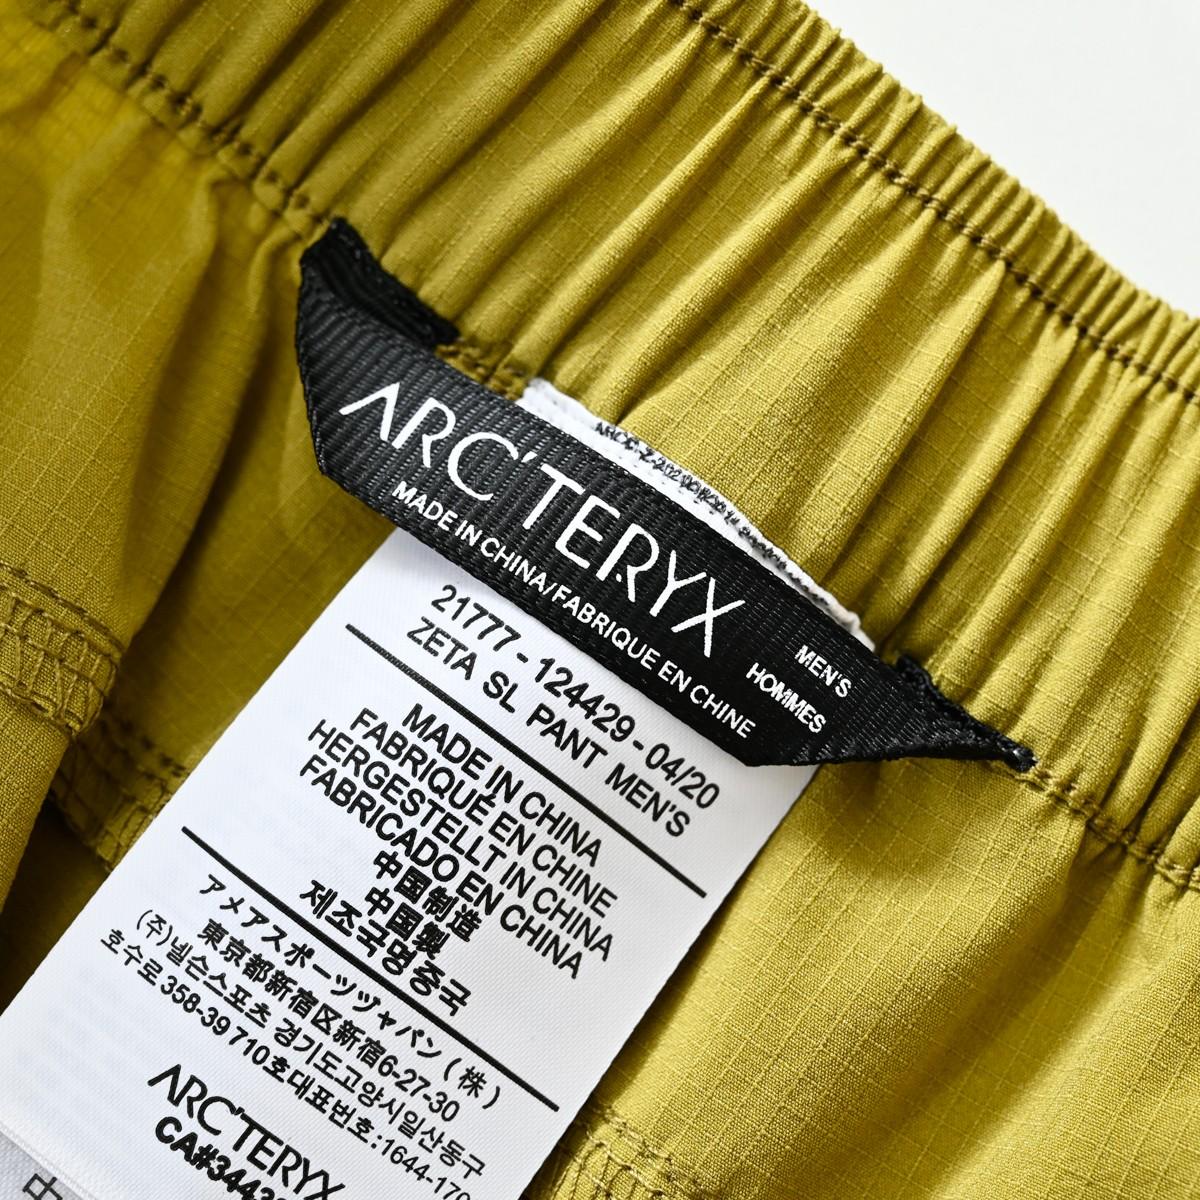 ARC'TERYX
MADE IN CHINA/FABRIQUE EN CHINE
MEN'S
HOMMES
21777 - 124429 - 04/20
ZETA SL PANT MEN'S
MADE IN CHINA
FABRIQUÉ EN CHINE
HERGESTELLT IN CHINA
FABRICADO EN CHINA
中国制造
中国製
제조국명중국
アメアスポーツジャパン(株)
東京都新宿区新宿6-27-30
(주)넬슨스포츠 경기도고양시일산동구
호수로358-39 710호대표번호:1644-170
ARC'TERYX